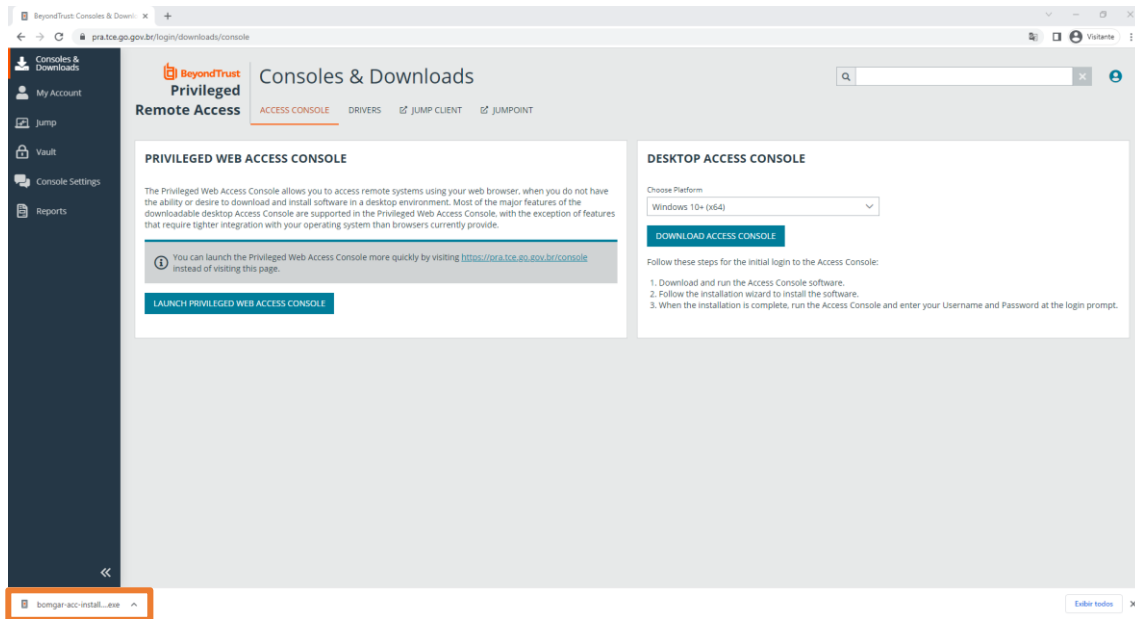 BeyondTrust: Consoles & Downlo
pra.tce.go.gov.br/login/downloads/console
Visitante
Consoles &
Downloads
My Account
Jump
Vault
Console Settings
Reports
BeyondTrust
Privileged
Remote Access
Consoles & Downloads
ACCESS CONSOLE DRIVERS JUMP CLIENT JUMPOINT
PRIVILEGED WEB ACCESS CONSOLE
The Privileged Web Access Console allows you to access remote systems using your web browser, when you do not have
the ability or desire to download and install software in a desktop environment. Most of the major features of the
downloadable desktop Access Console are supported in the Privileged Web Access Console, with the exception of features
that require tighter integration with your operating system than browsers currently provide.
You can launch the Privileged Web Access Console more quickly by visiting https://pra.tce.go.gov.br/console
instead of visiting this page.
LAUNCH PRIVILEGED WEB ACCESS CONSOLE
DESKTOP ACCESS CONSOLE
Choose Platform
Windows 10+ (x64)
DOWNLOAD ACCESS CONSOLE
Follow these steps for the initial login to the Access Console:
1. Download and run the Access Console software.
2. Follow the installation wizard to install the software.
3. When the installation is complete, run the Access Console and enter your Username and Password at the login prompt.
bomgar-acc-install....exe
Exibir todos